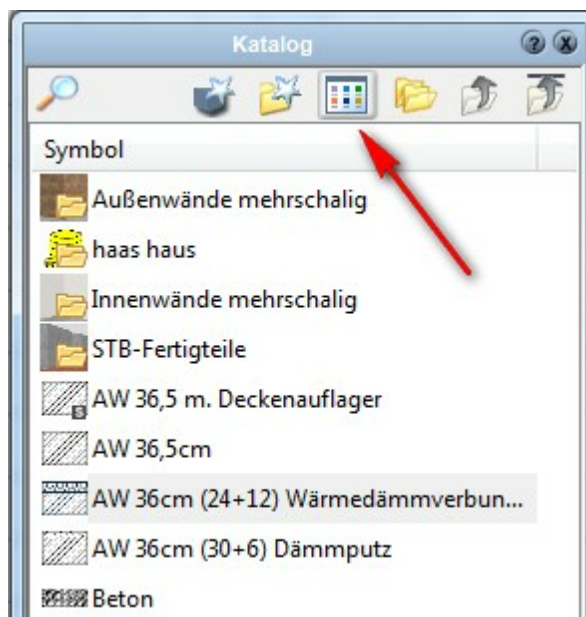 Katalog
Symbol
Außenwände mehrschalig
haas haus
Innenwände mehrschalig
STB-Fertigteile
AW 36,5 m. Deckenauflager
AW 36,5cm
AW 36cm (24+12) Wärmedämmverbun...
AW 36cm (30+6) Dämmputz
Beton